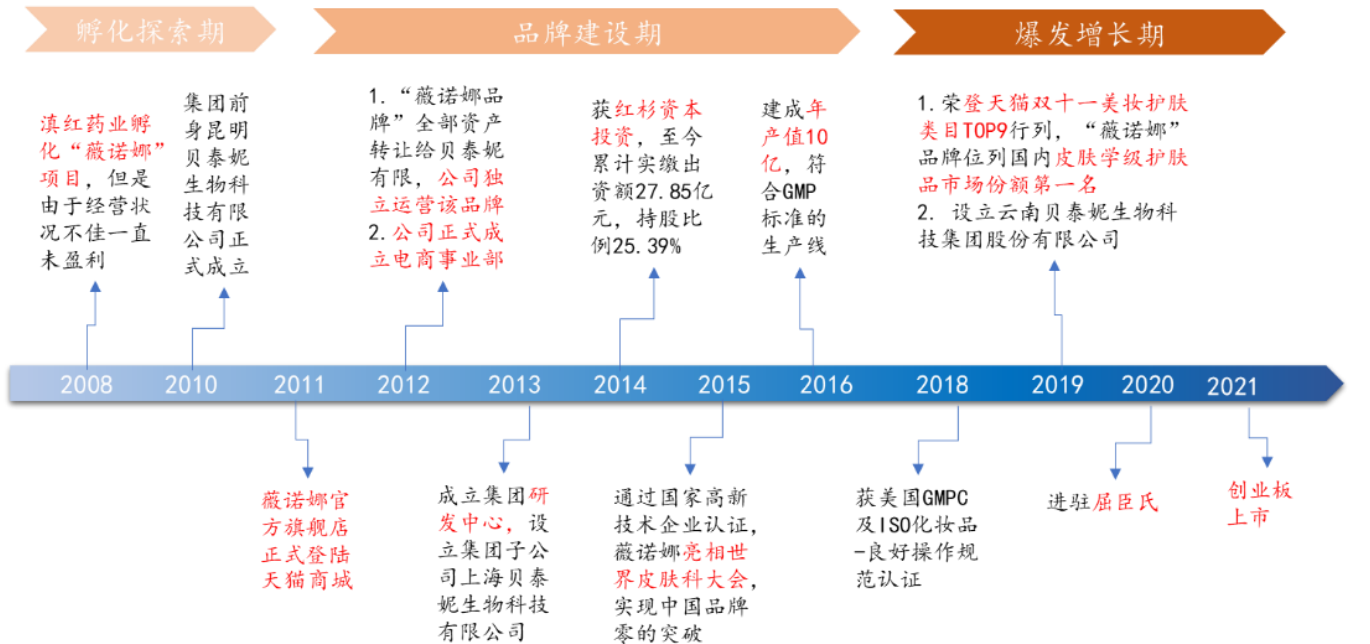 孵化探索期
品牌建设期
爆发增长期
滇红药业孵
化“薇诺娜”
项目，但是
由于经营状
况不佳一直
未盈利
集团前
身昆明
贝泰妮
生物科
技有限
公司正
式成立
1. “薇诺娜品
牌”全部资产
转让给贝泰妮
有限，公司独
立运营该品牌
2. 公司正式成
立电商事业部
获红杉资本
投资，至今
累计实缴出
资额27.85亿
元，持股比
例25.39%
建成年
产值10
亿，符
合GMP
标准的
生产线
1. 荣登天猫双十一美妆护肤
类目TOP9行列，“薇诺娜”
品牌位列国内皮肤学级护肤
品市场份额第一名
2. 设立云南贝泰妮生物科
技集团股份有限公司
2008
2010
2011
2012
2013
2014
2015
2016
2018
2019
2020
2021
薇诺娜官
方旗舰店
正式登陆
天猫商城
成立集团研
发中心，设
立集团子公
司上海贝泰
妮生物科技
有限公司
通过国家高新
技术企业认证，
薇诺娜亮相世
界皮肤科大会，
实现中国品牌
零的突破
获美国GMPC
及ISO化妆品
-良好操作规
范认证
进驻屈臣氏
创业板
上市